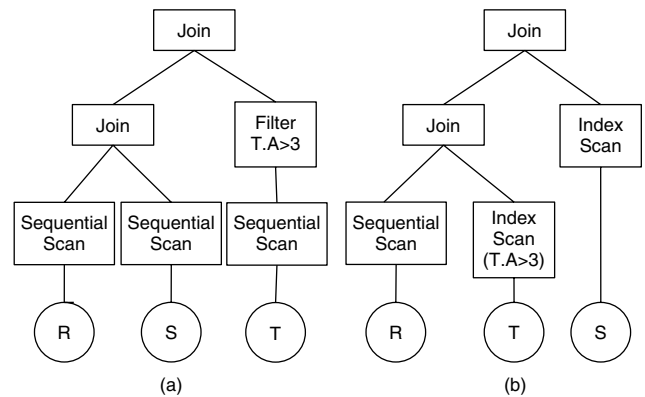 Join
Join
Filter
T.A>3
Sequential
Scan
Sequential
Scan
Sequential
Scan
R
S
T
(a)
Join
Join
Index
Scan
Sequential
Scan
Index
Scan
(T.A>3)
R
T
S
(b)